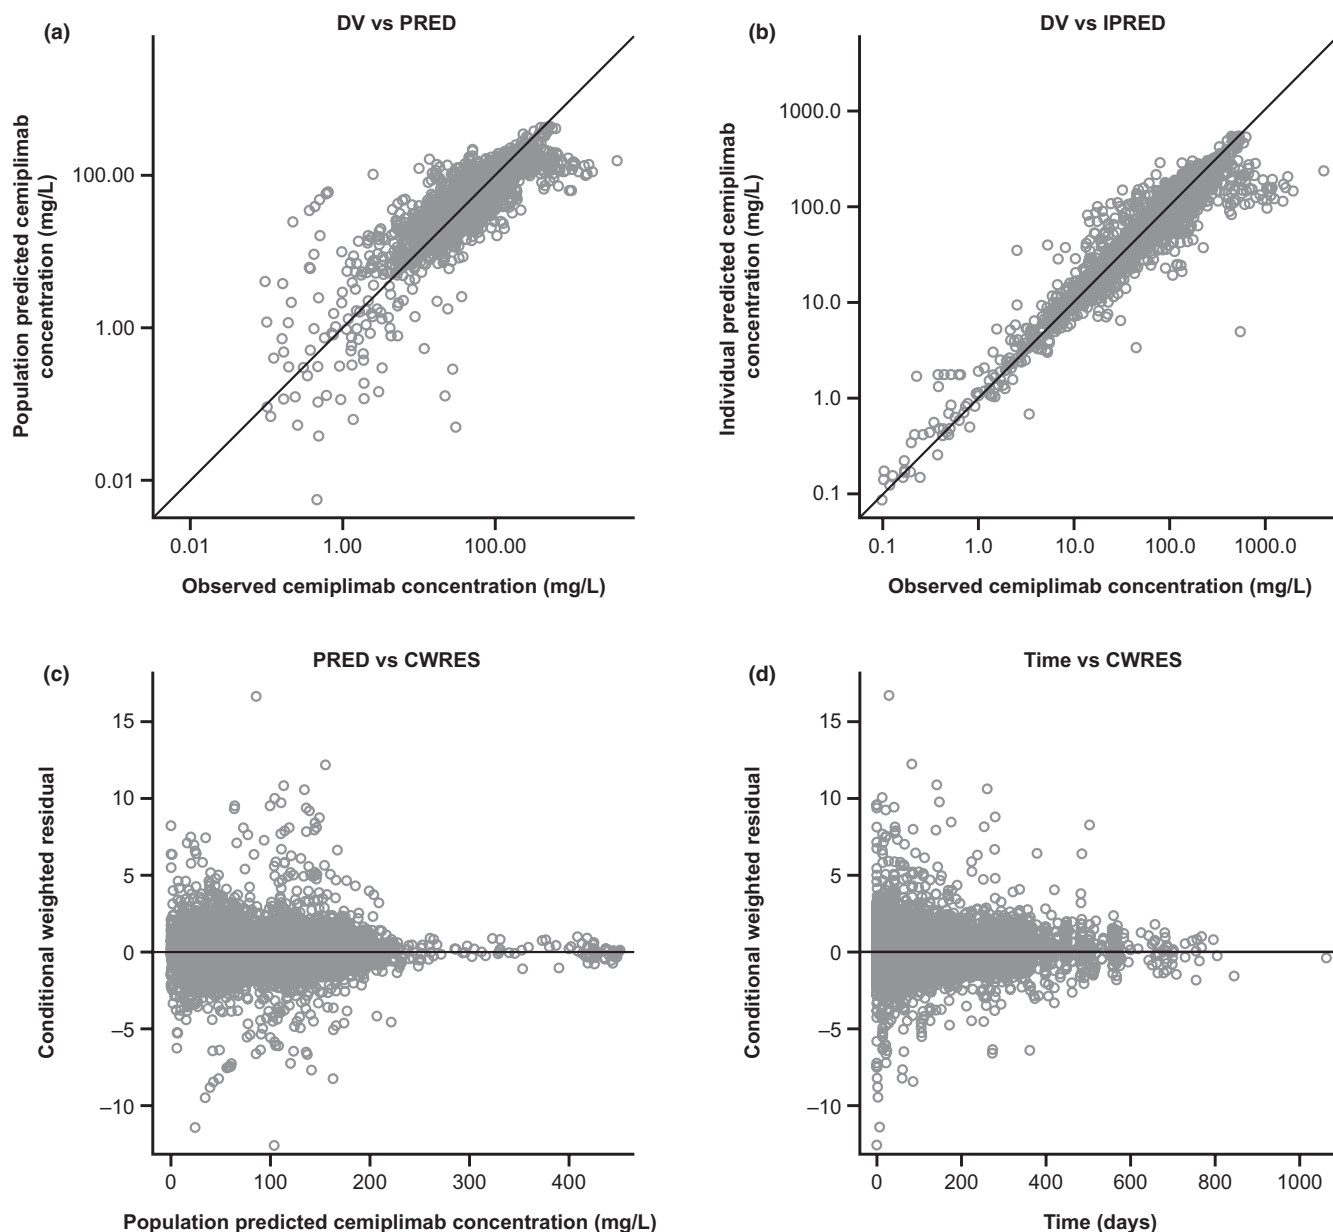 (a)
DV vs PRED
Population predicted cemiplimab
concentration (mg/L)
100.00
1.00
0.01
0.01
1.00
100.00
Observed cemiplimab concentration (mg/L)
(b)
DV vs IPRED
Individual predicted cemiplimab
concentration (mg/L)
1000.0
100.0
10.0
1.0
0.1
0.1
1.0
10.0
100.0
1000.0
Observed cemiplimab concentration (mg/L)
(c)
PRED vs CWRES
Conditional weighted residual
15
10
5
0
–5
–10
0
100
200
300
400
Population predicted cemiplimab concentration (mg/L)
(d)
Time vs CWRES
Conditional weighted residual
15
10
5
0
–5
–10
0
200
400
600
800
1000
Time (days)